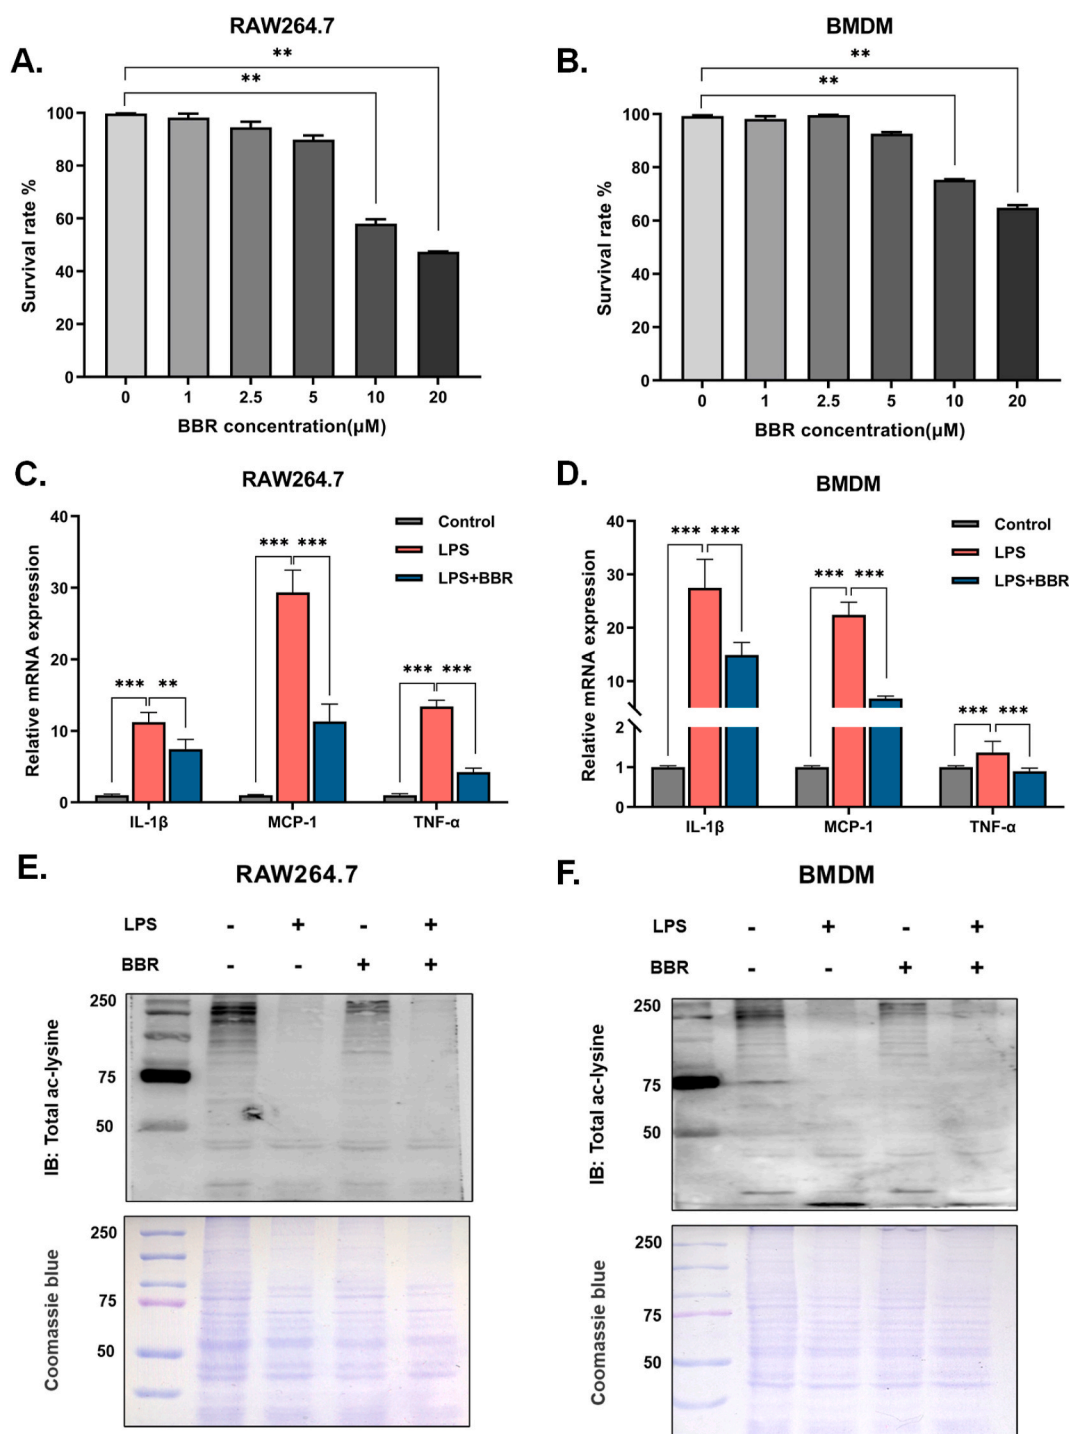 RAW264.7
A.
**
**
100
80
60
40
20
0
Survival rate %
0 1 2.5 5 10 20
BBR concentration(μM)
BMDM
B.
**
**
100
80
60
40
20
0
Survival rate %
0 1 2.5 5 10 20
BBR concentration(μM)
C.
RAW264.7
40
30
20
10
0
Relative mRNA expression
Control
LPS
LPS+BBR
*** **
*** ***
*** ***
IL-1β MCP-1 TNF-α
D.
BMDM
40
30
20
10
2
1
0
Relative mRNA expression
Control
LPS
LPS+BBR
*** ***
*** ***
*** ***
IL-1β MCP-1 TNF-α
E.
RAW264.7
LPS - + - +
BBR - - + +
250
75
50
IB: Total ac-lysine
250
75
50
Coomassie blue
F.
BMDM
LPS - + - +
BBR - - + +
250
75
50
IB: Total ac-lysine
250
75
50
Coomassie blue